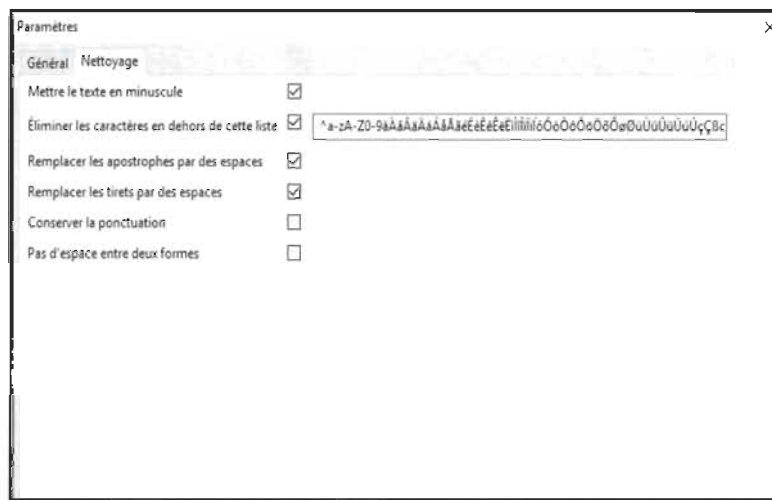 Paramètres
Général Nettoyage
Mettre le texte en minuscule
Éliminer les caractères en dehors de cette liste
Remplacer les apostrophes par des espaces
Remplacer les tirets par des espaces
Conserver la ponctuation
Pas d'espace entre deux formes